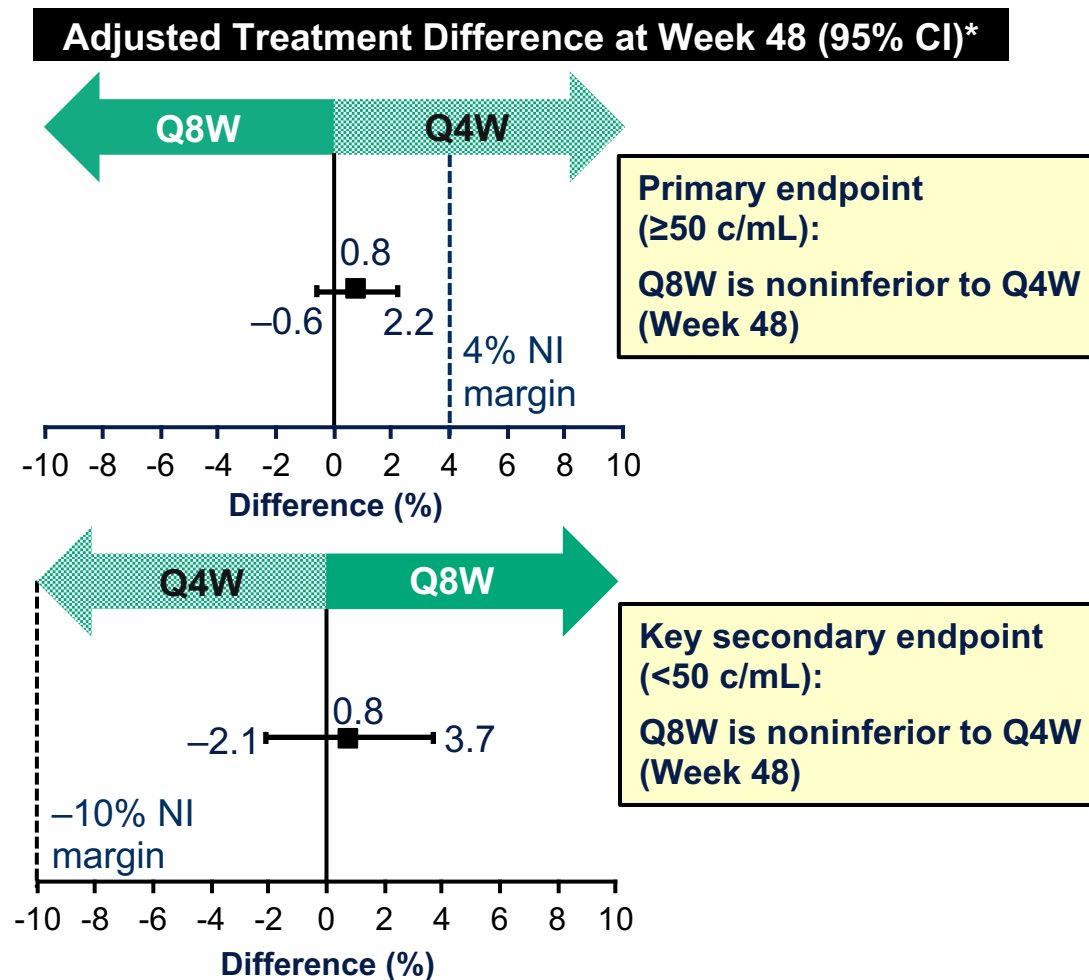 Adjusted Treatment Difference at Week 48 (95% CI)*
Q8W
Q4W
0.8
–0.6
2.2
4% NI
margin
-10 -8 -6 -4 -2 0 2 4 6 8 10
Difference (%)
Primary endpoint
(≥50 c/mL):
Q8W is noninferior to Q4W
(Week 48)
Q4W
Q8W
0.8
–2.1
3.7
–10% NI
margin
-10 -8 -6 -4 -2 0 2 4 6 8 10
Difference (%)
Key secondary endpoint
(<50 c/mL):
Q8W is noninferior to Q4W
(Week 48)